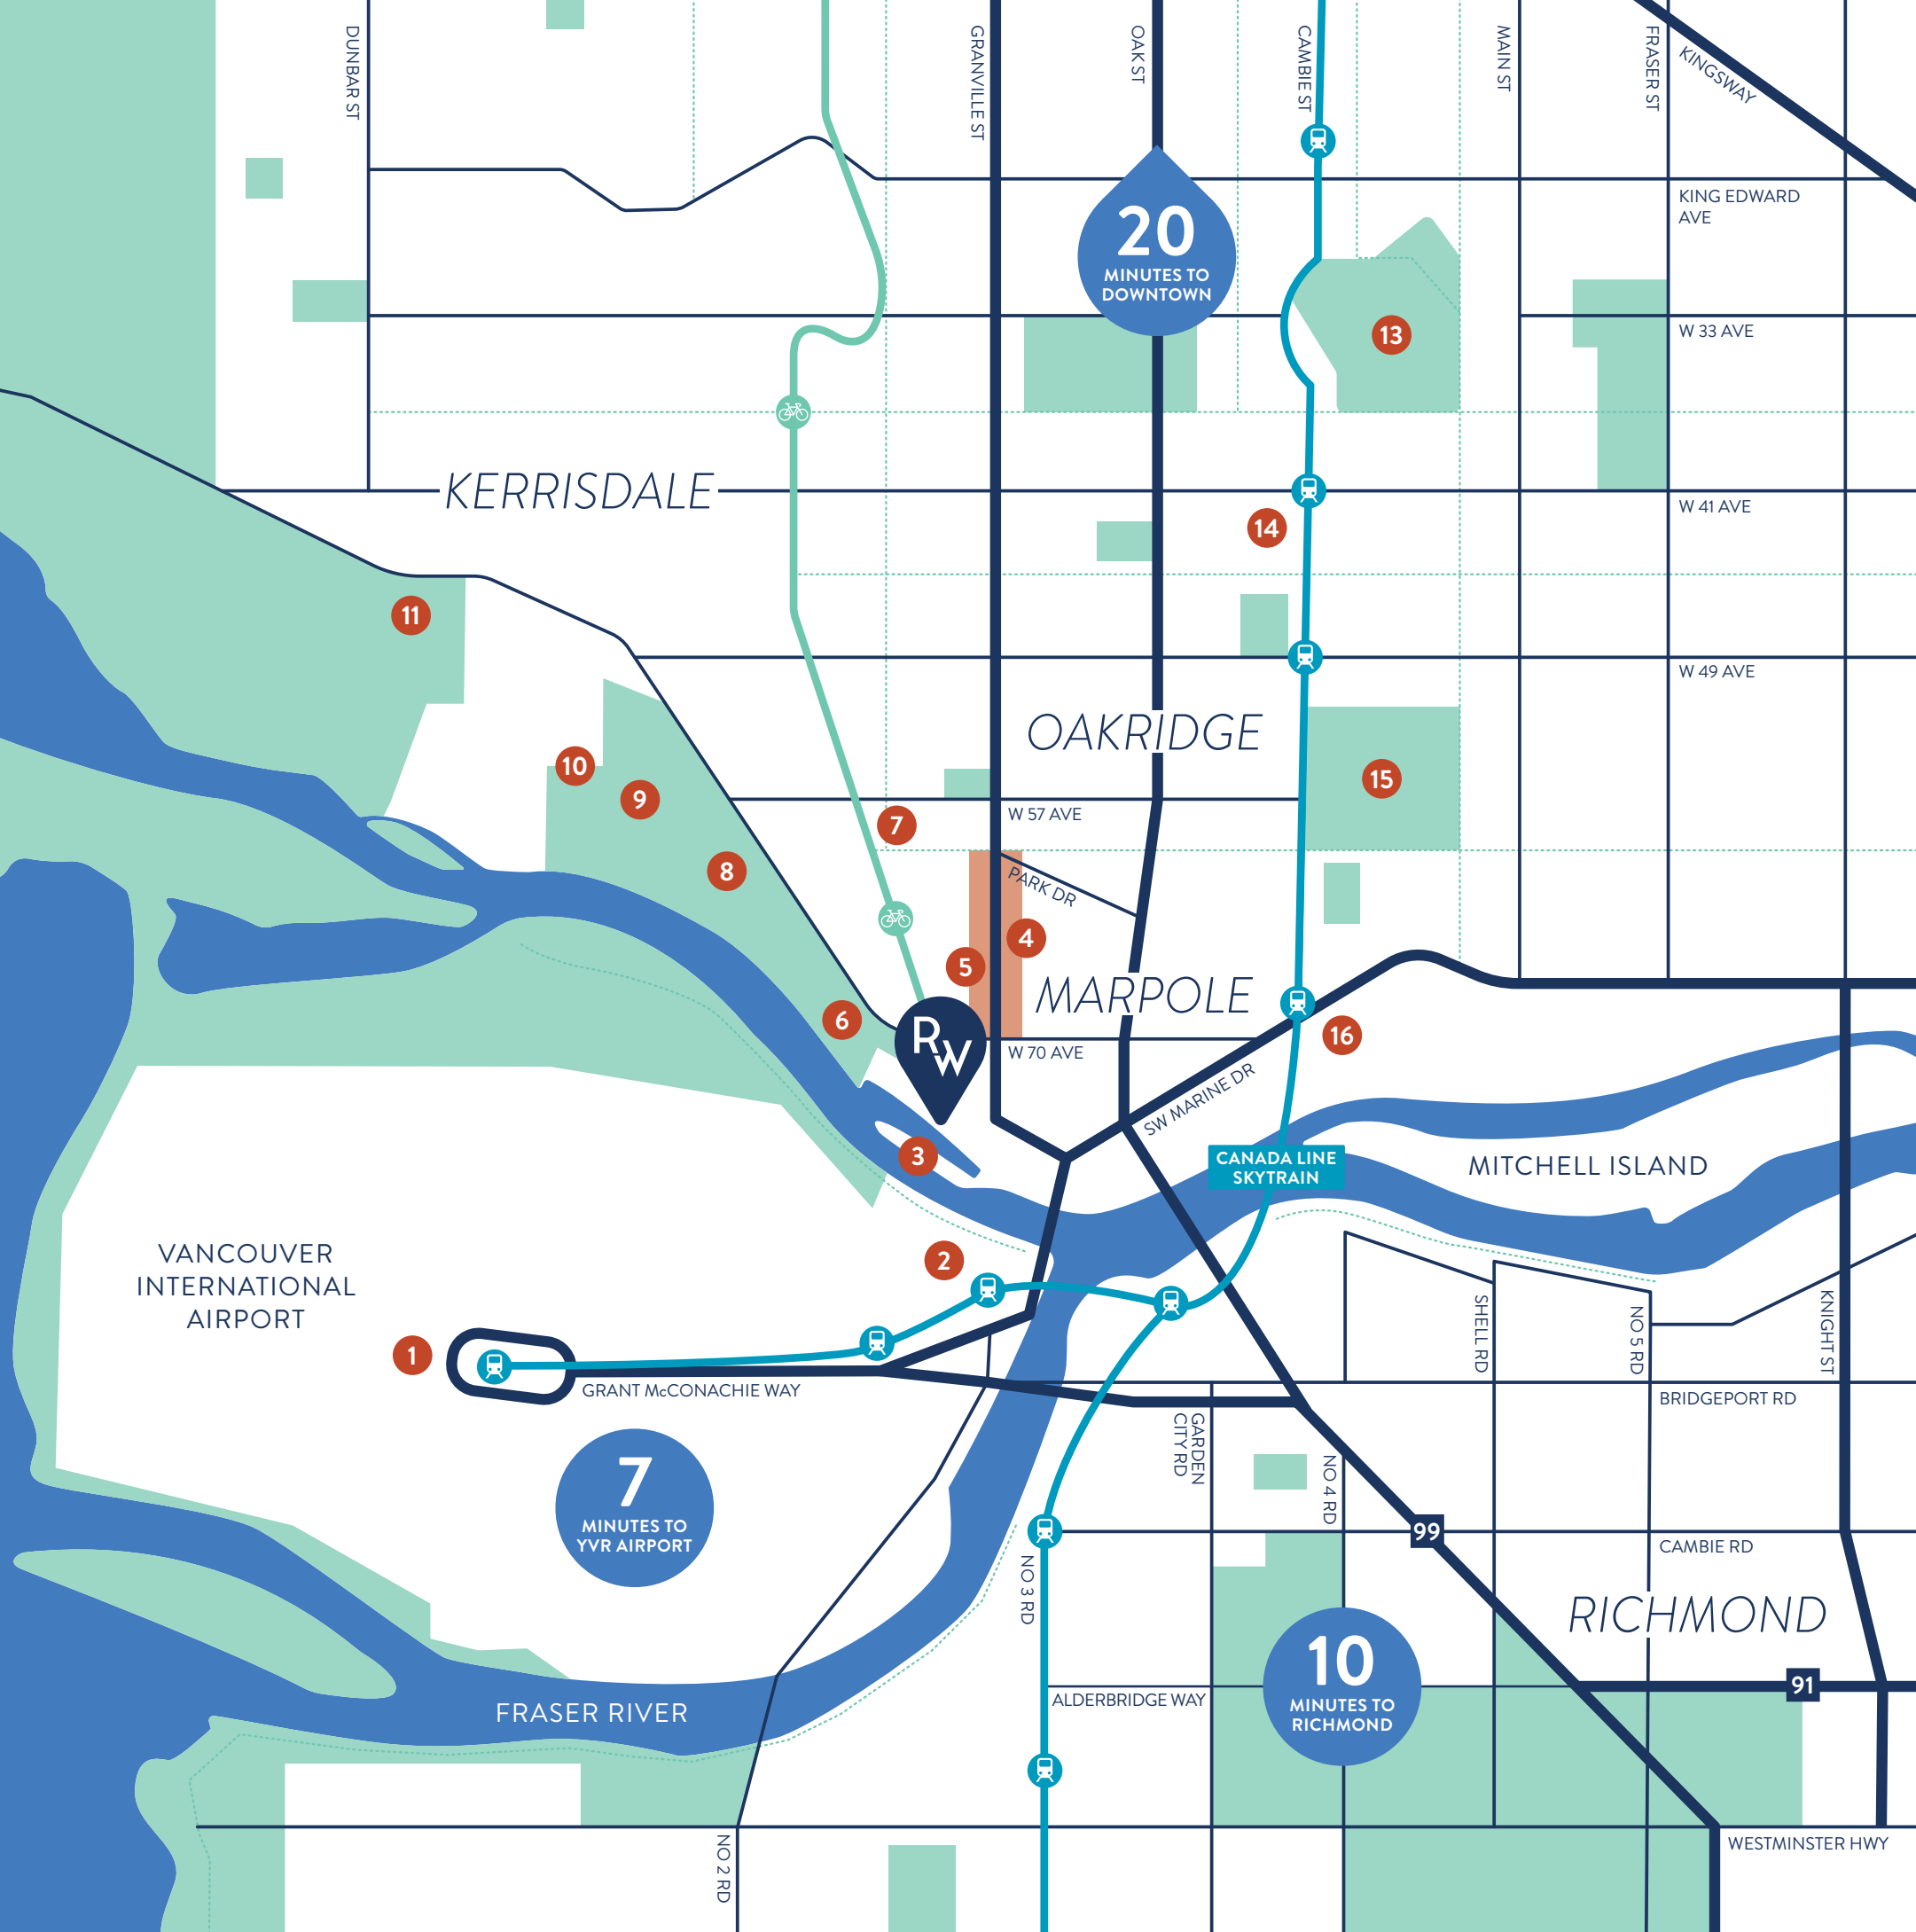 DUNBAR ST
GRANVILLE ST
OAK ST
CAMBIE ST
MAIN ST
FRASER ST
KINGSWAY
KING EDWARD
AVE
20
MINUTES TO
DOWNTOWN
13
W 33 AVE
KERRISDALE
W 41 AVE
14
11
W 49 AVE
OAKRIDGE
10
9
15
W 57 AVE
7
8
PARK DR
4
5
MARPOLE
6
RW
W 70 AVE
16
SW MARINE DR
3
CANADA LINE
SKYTRAIN
MITCHELL ISLAND
VANCOUVER
INTERNATIONAL
AIRPORT
2
1
SHELL RD
NO 5 RD
KNIGHT ST
GRANT McCONACHIE WAY
BRIDGEPORT RD
GARDEN
CITY RD
7
MINUTES TO
YVR AIRPORT
NO 4 RD
99
CAMBIE RD
NO 3 RD
RICHMOND
10
MINUTES TO
RICHMOND
91
ALDERBRIDGE WAY
FRASER RIVER
NO 2 RD
WESTMINSTER HWY